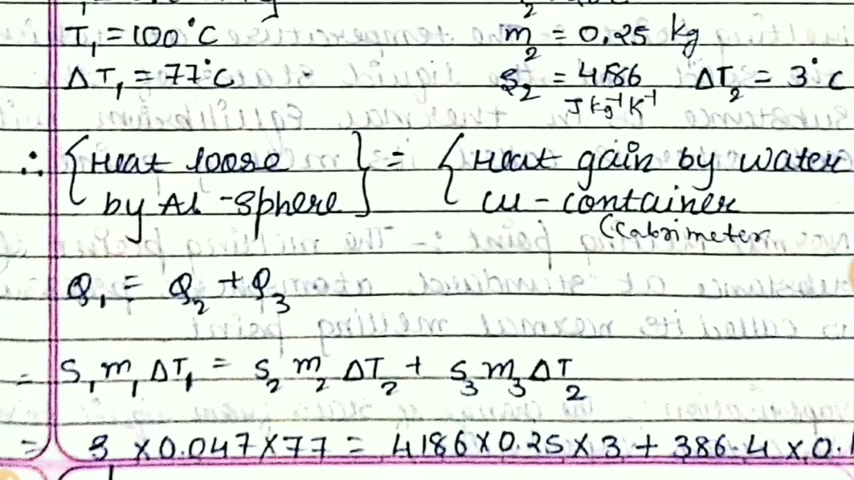 T₁ = 100°C m₂ = 0.25 kg
ΔT₁ = 77°C. S₂ = 4186 ΔT₂ = 3°C
J kg⁻¹ K⁻¹
∴ {Heat loose } = { Heat gain by water
by Al - Sphere} cu - container
Q₁ = Q₂ + Q₃
= S₁ m₁ ΔT₁ = S₂ m₂ ΔT₂ + S₃ m₃ ΔT₂
= S × 0.047 × 77 = 4186 × 0.25 × 3 + 386.4 × 0.